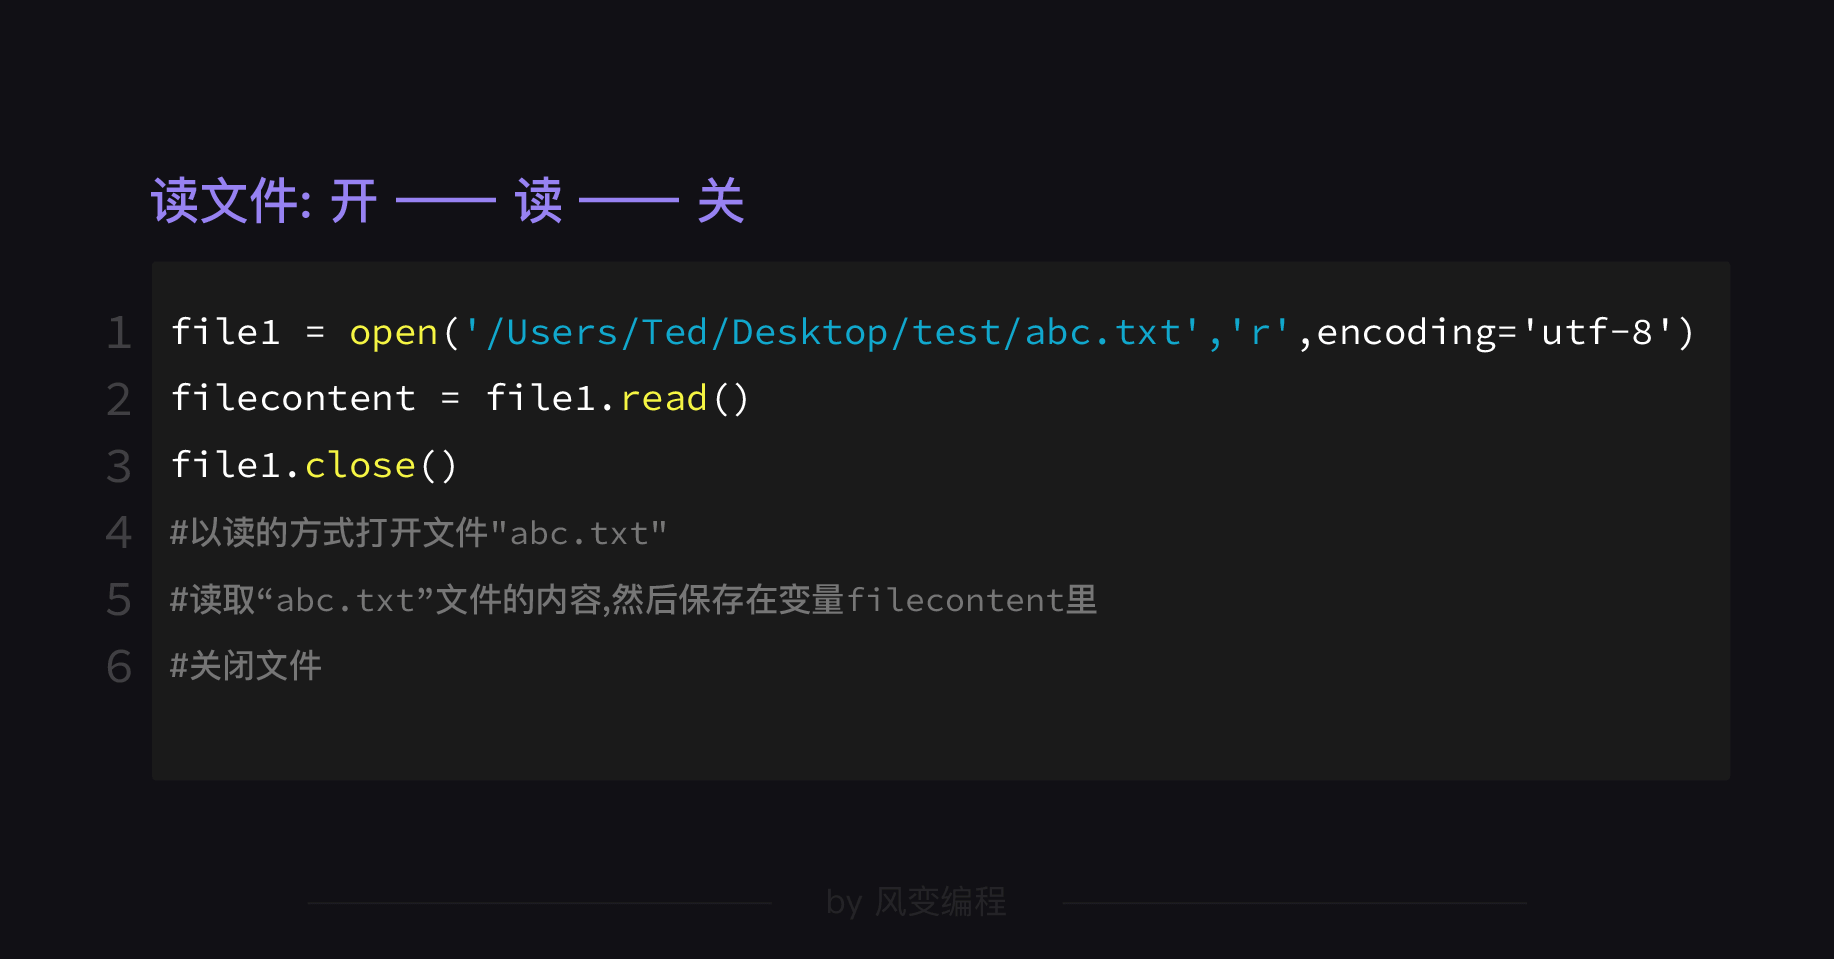 读文件: 开 —— 读 —— 关
1 file1 = open('/Users/Ted/Desktop/test/abc.txt','r',encoding='utf-8')
2 filecontent = file1.read()
3 file1.close()
4 #以读的方式打开文件"abc.txt"
5 #读取“abc.txt”文件的内容,然后保存在变量filecontent里
6 #关闭文件
by 风变编程